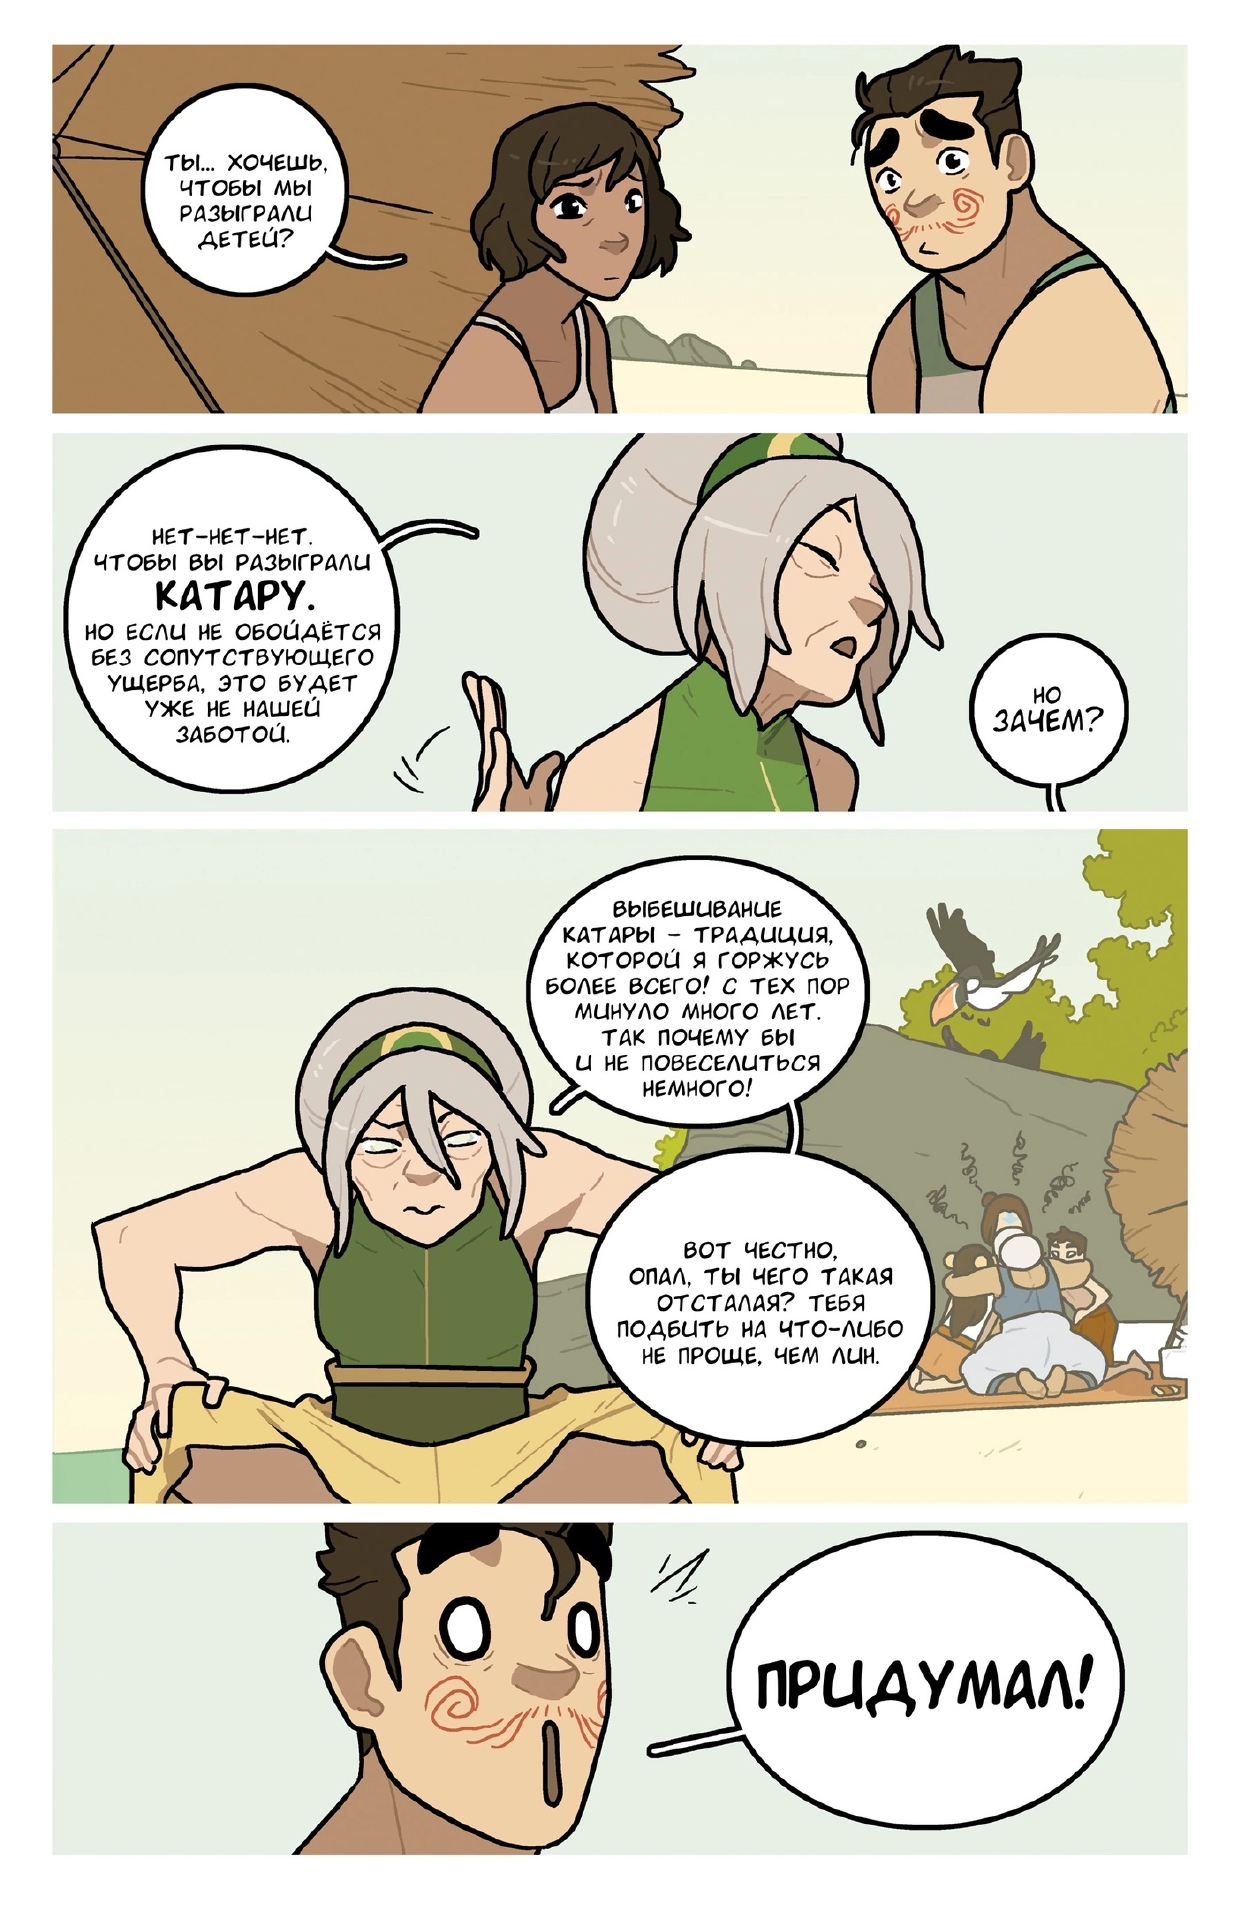 ТЫ... ХОЧЕШЬ,
ЧТОБЫ МЫ
РАЗЫГРАЛИ
ДЕТЕЙ?
НЕТ-НЕТ-НЕТ.
ЧТОБЫ ВЫ РАЗЫГРАЛИ
КАТАРУ.
НО ЕСЛИ НЕ ОБОЙДЁТСЯ
БЕЗ СОПУТСТВУЮЩЕГО
УЩЕРБА, ЭТО БУДЕТ
УЖЕ НЕ НАШЕЙ
ЗАБОТОЙ.
НО
ЗАЧЕМ?
ВЫБЕШИВАНИЕ
КАТАРЫ - ТРАДИЦИЯ,
КОТОРОЙ Я ГОРЖУСЬ
БОЛЕЕ ВСЕГО! С ТЕХ ПОР
МИНУЛО МНОГО ЛЕТ.
ТАК ПОЧЕМУ БЫ
И НЕ ПОВЕСЕЛИТЬСЯ
НЕМНОГО!
ВОТ ЧЕСТНО,
ОПАЛ, ТЫ ЧЕГО ТАКАЯ
ОТСТАЛАЯ? ТЕБЯ
ПОДБИТЬ НА ЧТО-ЛИБО
НЕ ПРОЩЕ, ЧЕМ ЛИН.
ПРИДУМАЛ!